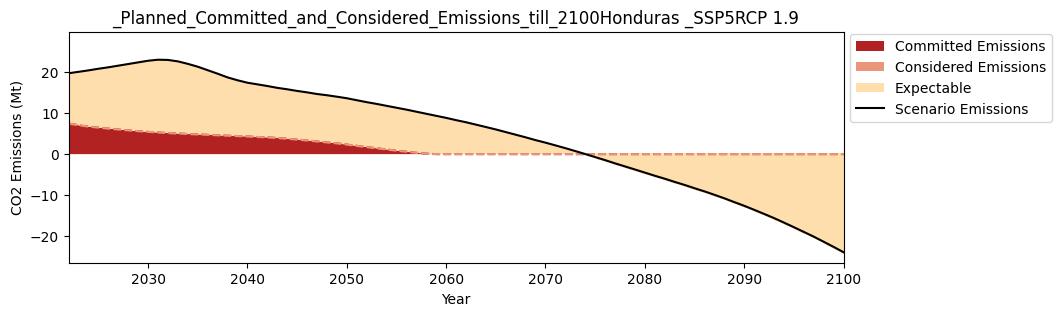 _Planned_Committed_and_Considered_Emissions_till_2100Honduras _SSP5RCP 1.9
CO2 Emissions (Mt)
20
10
0
−10
−20
2030
2040
2050
2060
2070
2080
2090
2100
Year
Committed Emissions
Considered Emissions
Expectable
Scenario Emissions